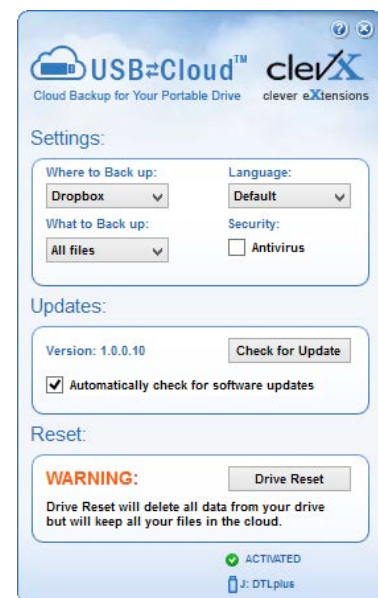 USB⇄Cloud™
clevX
Cloud Backup for Your Portable Drive
clever eXtensions
Settings:
Where to Back up:
Language:
Dropbox
Default
What to Back up:
Security:
All files
Antivirus
Updates:
Version: 1.0.0.10
Check for Update
Automatically check for software updates
Reset:
WARNING:
Drive Reset
Drive Reset will delete all data from your drive
but will keep all your files in the cloud.
ACTIVATED
J: DTLplus